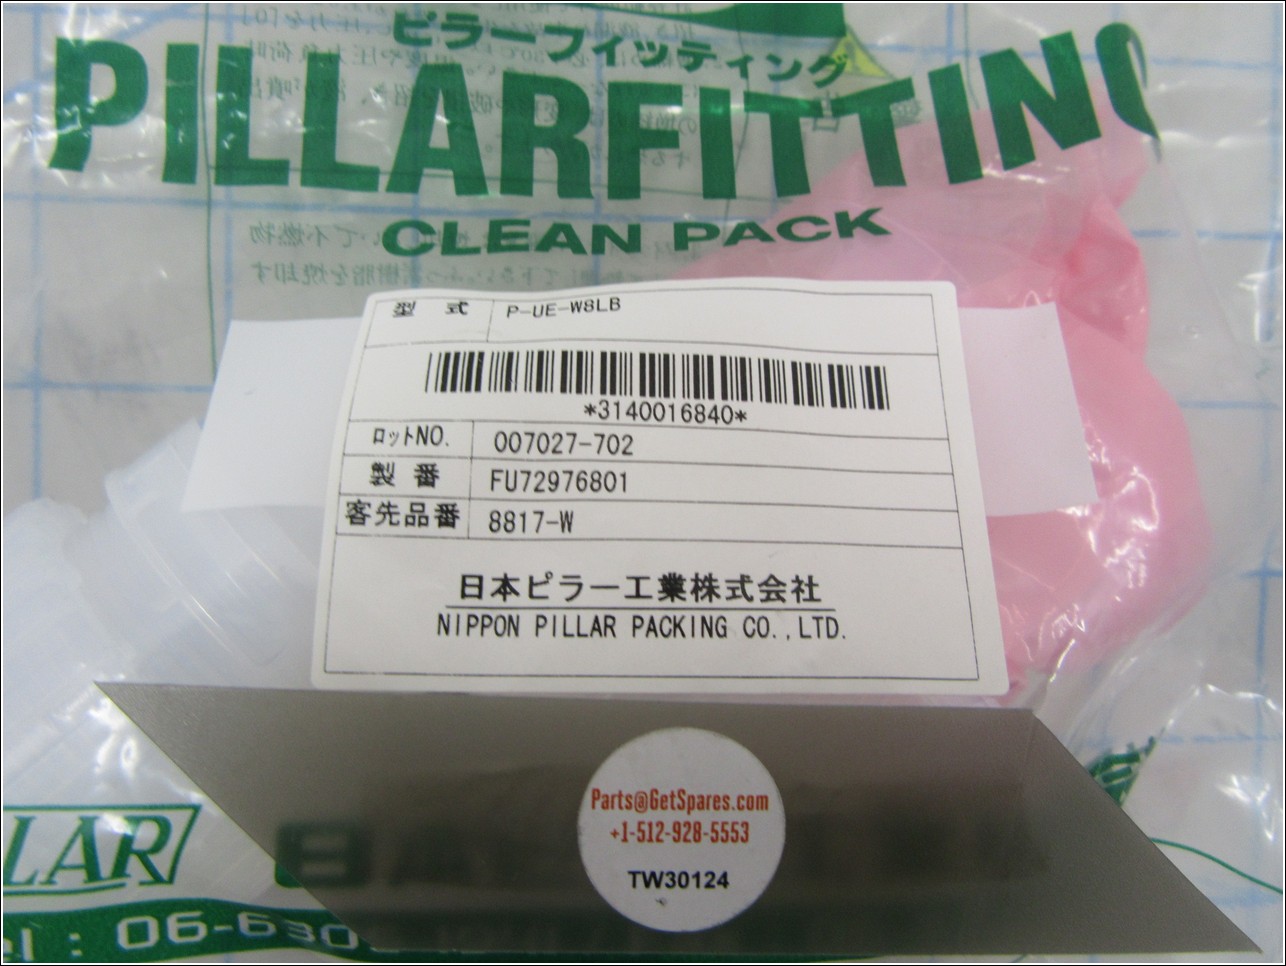 ピラーフィッティング
PILLARFITTING
CLEAN PACK
型 式 P-UE-W8LB
*3140016840*
ロットNO. 007027-702
製 番 FU72976801
客先品番 8817-W
日本ピラー工業株式会社
NIPPON PILLAR PACKING CO.,LTD.
Parts@GetSpares.com
+1-512-928-5553
TW30124
LAR
el : 06-630